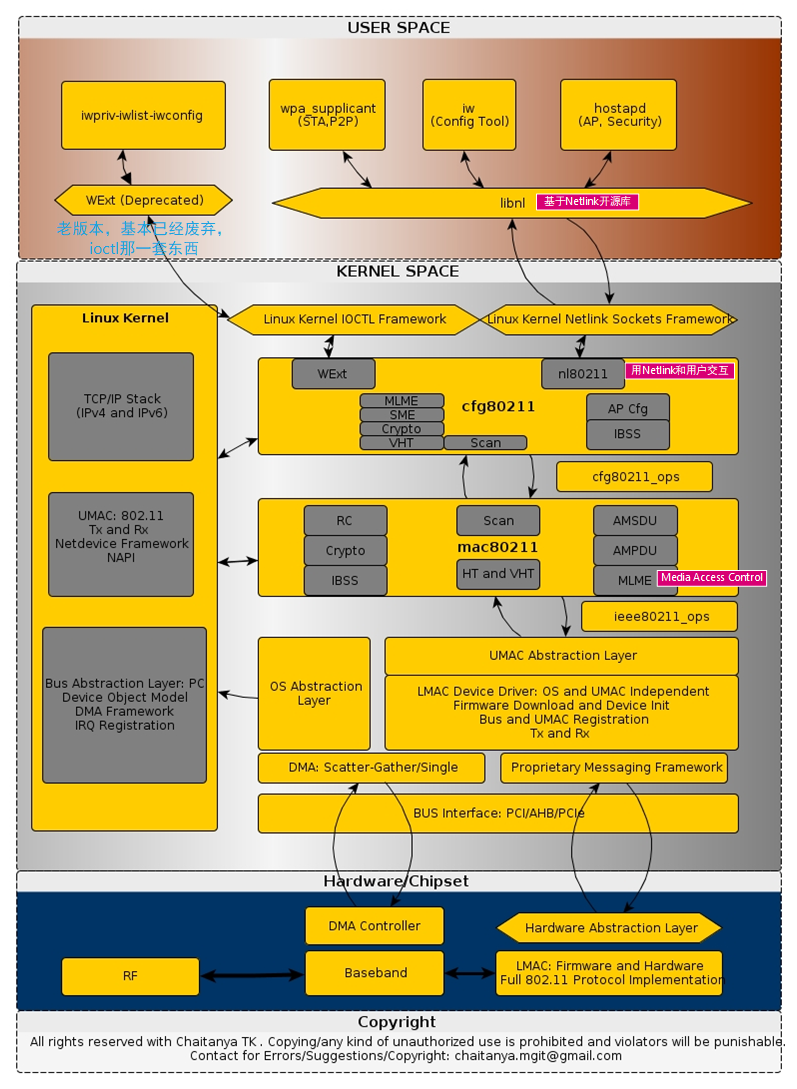 USER SPACE
iwpriv-iwlist-iwconfig
wpa_supplicant
(STA,P2P)
iw
(Config Tool)
hostapd
(AP, Security)
WExt (Deprecated)
libnl
基于Netlink开源库
老版本，基本已经废弃，
ioctl那一套东西
KERNEL SPACE
Linux Kernel
Linux Kernel IOCTL Framework
Linux Kernel Netlink Sockets Framework
TCP/IP Stack
(IPv4 and IPv6)
WExt
nl80211
用Netlink和用户交互
MLME
SME
Crypto
VHT
Scan
cfg80211
AP Cfg
IBSS
cfg80211_ops
UMAC: 802.11
Tx and Rx
Netdevice Framework
NAPI
RC
Crypto
IBSS
Scan
mac80211
HT and VHT
AMSDU
AMPDU
MLME
Media Access Control
ieee80211_ops
Bus Abstraction Layer: PC
Device Object Model
DMA Framework
IRQ Registration
OS Abstraction
Layer
UMAC Abstraction Layer
LMAC Device Driver: OS and UMAC Independent
Firmware Download and Device Init
Bus and UMAC Registration
Tx and Rx
DMA: Scatter-Gather/Single
Proprietary Messaging Framework
BUS Interface: PCI/AHB/PCIe
Hardware/Chipset
DMA Controller
Hardware Abstraction Layer
RF
Baseband
LMAC: Firmware and Hardware
Full 802.11 Protocol Implementation
Copyright
All rights reserved with Chaitanya TK . Copying/any kind of unauthorized use is prohibited and violators will be punishable.
Contact for Errors/Suggestions/Copyright: chaitanya.mgit@gmail.com